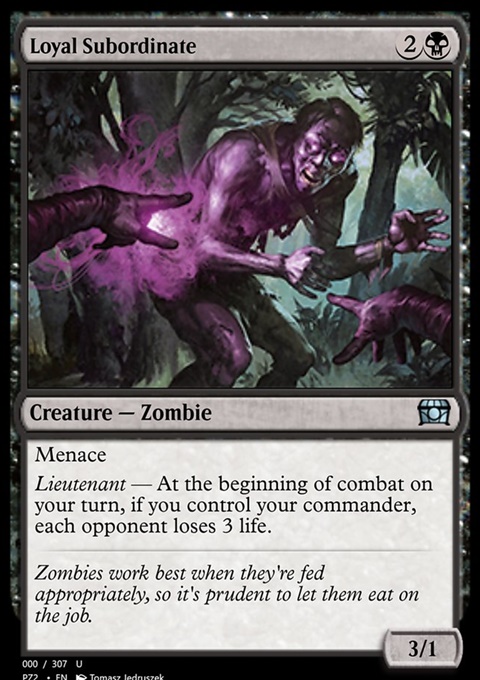 Loyal Subordinate 2
Creature — Zombie
Menace
Lieutenant — At the beginning of combat on
your turn, if you control your commander,
each opponent loses 3 life.
Zombies work best when they're fed
appropriately, so it's prudent to let them eat on
the job.
3/1
000 / 307 U
PZ2 • EN Tomasz Jedruszek